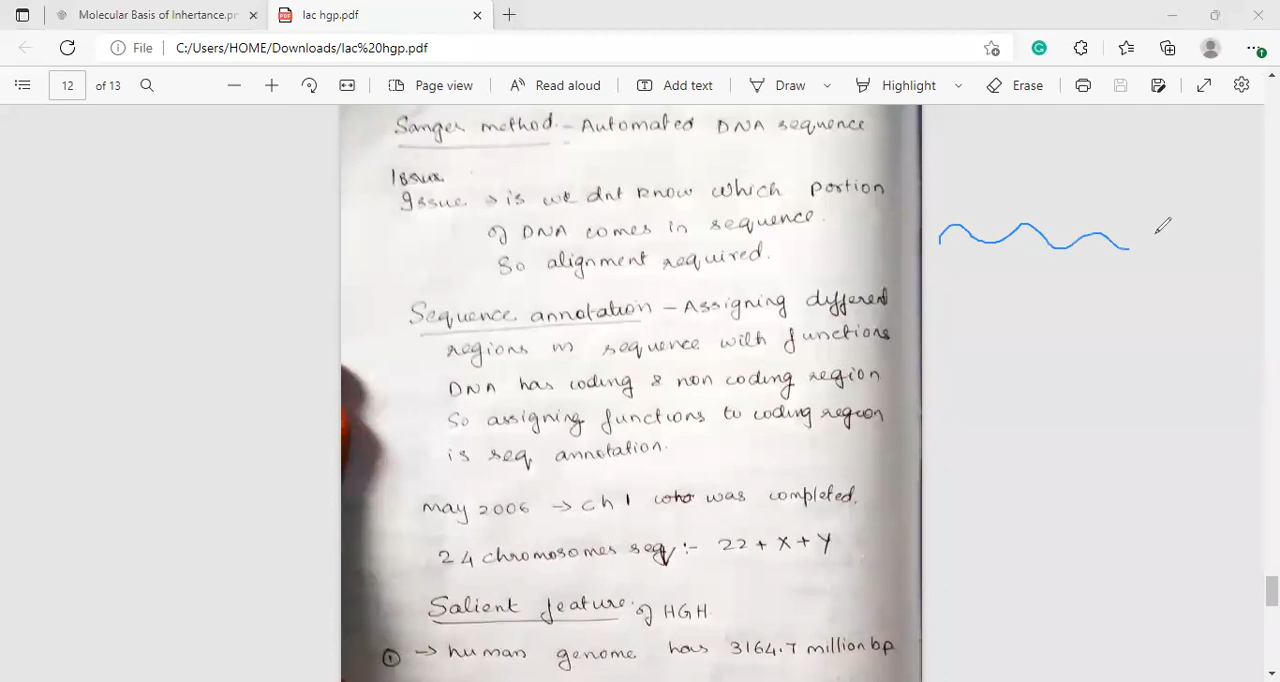 Molecular Basis of Inhertance.pr
lac hgp.pdf
File C:/Users/HOME/Downloads/lac%20hgp.pdf
12 of 13 Page view Read aloud Add text Draw Highlight Erase
Sanger method - Automated DNA sequence
Issue
Issue → is we dnt know which portion
of DNA comes in sequence.
So alignment required.
Sequence annotation - Assigning different
regions in sequence with functions
DNA has coding & non coding region
So assigning functions to coding region
is seq annotation.
May 2006 → ch 1 was completed.
24 chromosomes seq :- 22 + X + Y
Salient feature of HGH.
① → human genome has 3164.7 million bp